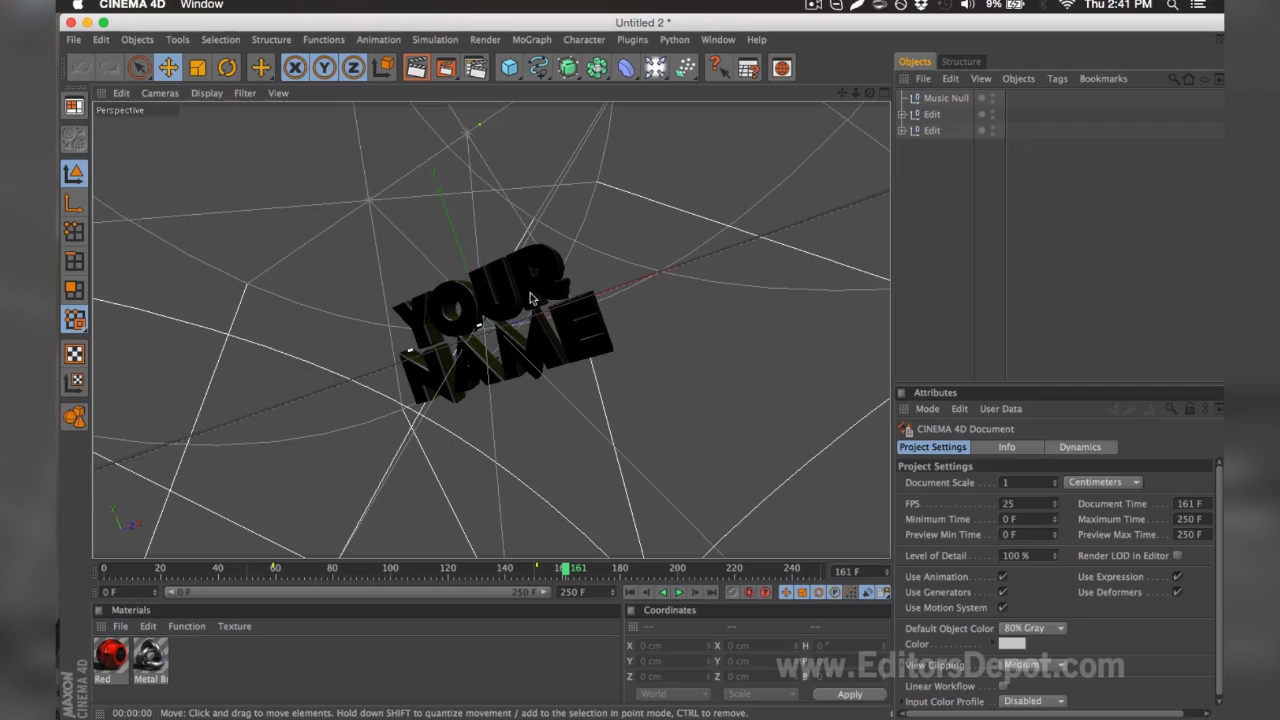 CINEMA 4D Window 9% Thu 2:41 PM
Untitled 2 *
File Edit Objects Tools Selection Structure Functions Animation Simulation Render MoGraph Character Plugins Python Window Help
X Y Z
Objects Structure
File Edit View Objects Tags Bookmarks
Edit Cameras Display Filter View
Perspective
Music Null
Edit
Edit
Y
YOUR
NAME
Y
Z X
Attributes
Mode Edit User Data
CINEMA 4D Document
Project Settings Info Dynamics
Project Settings
Document Scale 1 Centimeters
FPS 25 Document Time 161 F
Minimum Time 0 F Maximum Time 250 F
Preview Min Time 0 F Preview Max Time 250 F
Level of Detail 100 % Render LOD in Editor
Use Animation Use Expression
Use Generators Use Deformers
Use Motion System
Default Object Color 80% Gray
Color
View Clipping Medium
Linear Workflow
Input Color Profile Disabled
0 20 40 60 80 100 120 140 161 180 200 220 240 161 F
0 F 0 F 250 F 250 F
Materials
File Edit Function Texture
Red Metal Br
Coordinates
-- -- --
X 0 cm X 0 cm H 0 °
Y 0 cm Y 0 cm P
Z 0 cm Z 0 cm B
World Scale Apply
www.EditorsDepot.com
MAXON CINEMA 4D
00:00:00 Move: Click and drag to move elements. Hold down SHIFT to quantize movement / add to the selection in point mode, CTRL to remove.